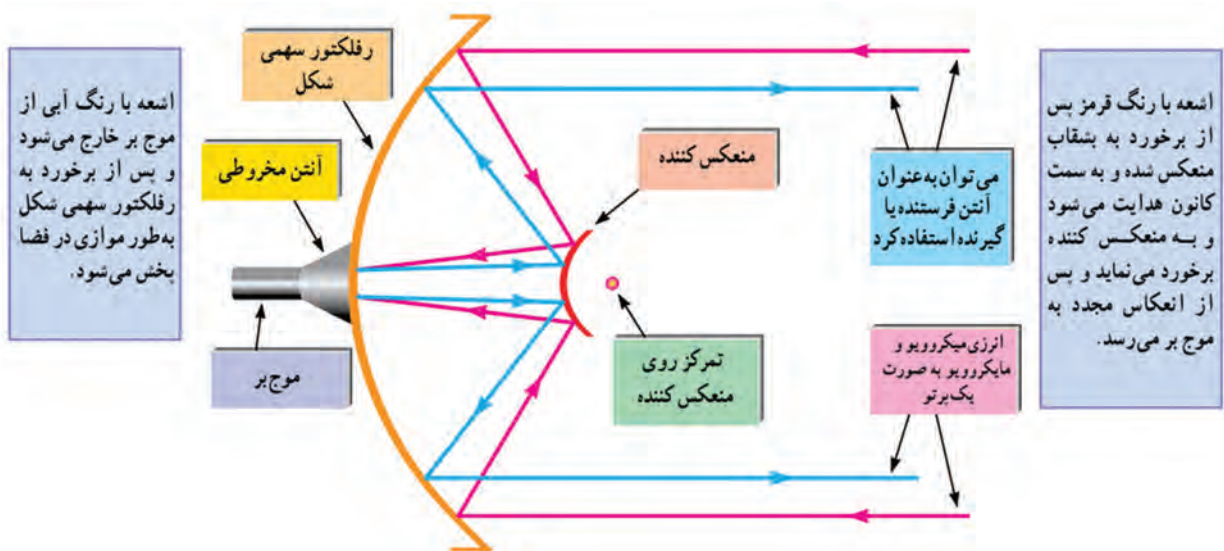 اشعه با رنگ قرمز پس
از برخورد به بشقاب
منعکس شده و به سمت
کانون هدایت می‌شود
و به منعکس کننده
برخورد می‌نماید و پس
از انعکاس مجدد به
موج بر می‌رسد.
می‌توان به‌عنوان
آنتن فرستنده یا
گیرنده استفاده کرد
انرژی میکروویو و
مایکروویو به صورت
یک پرتو
منعکس کننده
تمرکز روی
منعکس کننده
رفلکتور سهمی
شکل
آنتن مخروطی
موج‌بر
اشعه با رنگ آبی از
موج بر خارج می‌شود
و پس از برخورد به
رفلکتور سهمی شکل
به‌طور موازی در فضا
پخش می‌شود.